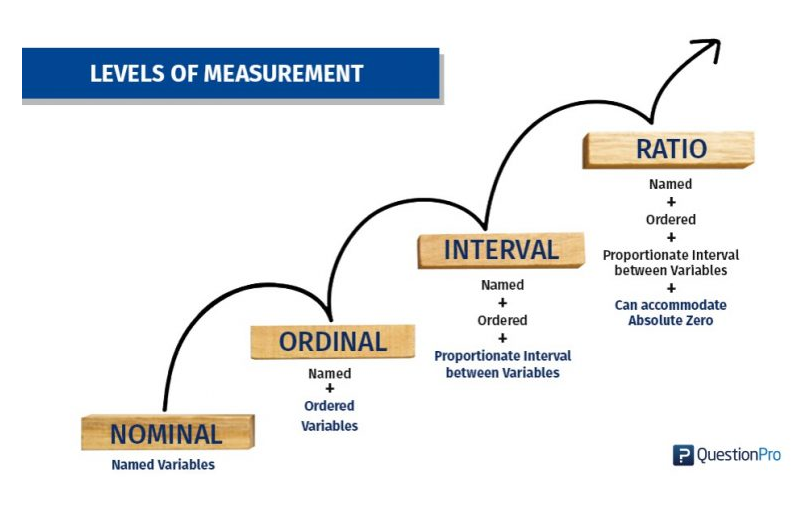 LEVELS OF MEASUREMENT
NOMINAL
Named Variables
ORDINAL
Named
+
Ordered
Variables
INTERVAL
Named
+
Ordered
+
Proportionate Interval
between Variables
RATIO
Named
+
Ordered
+
Proportionate Interval
between Variables
+
Can accommodate
Absolute Zero
QuestionPro